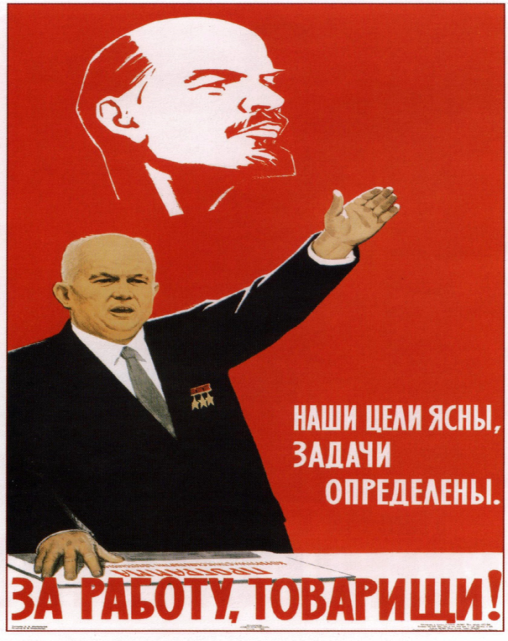 НАШИ ЦЕЛИ ЯСНЫ,
ЗАДАЧИ
ОПРЕДЕЛЕНЫ.
ЗА РАБОТУ, ТОВАРИЩИ!